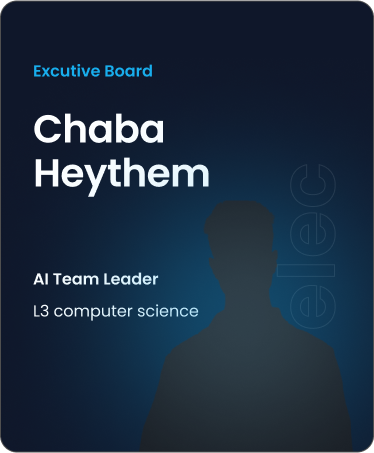 Excutive Board
Chaba
Heythem
AI Team Leader
L3 computer science
elec